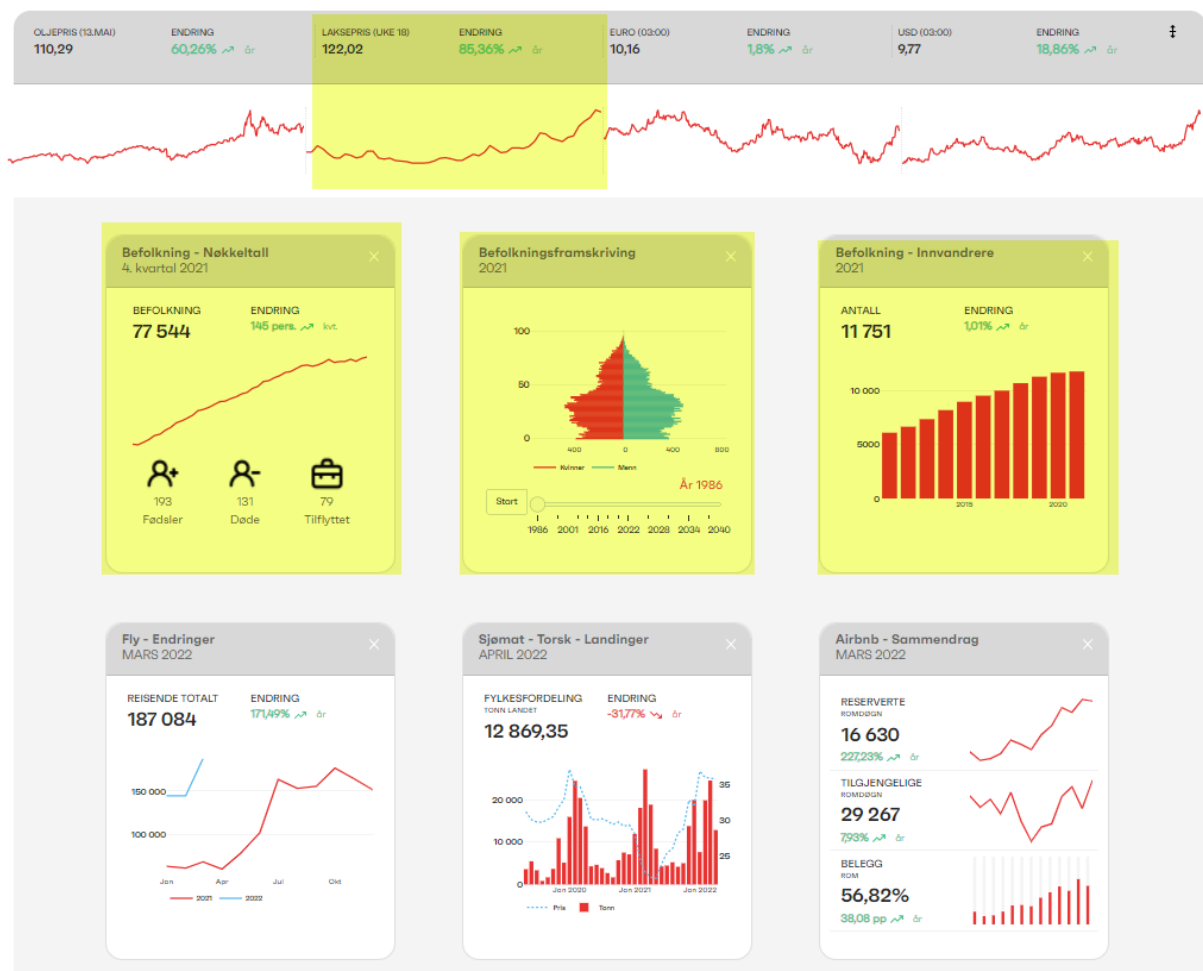 OLJEPRIS (13.MAI) ENDRING LAKSEPRIS (UKE 18) ENDRING EURO (03:00) ENDRING USD (03:00) ENDRING
110,29 60,26% år 122,02 85,36% år 10,16 1,8% år 9,77 18,86% år
Befolkning - Nøkkeltall
4. kvartal 2021
BEFOLKNING ENDRING
77 544 145 pers. kvt.
193 131 79
Fødsler Døde Tilflyttet
Befolkningsframskriving
2021
100
50
0
400 0 400 800
Kvinner Menn
År 1986
Start
1986 2001 2016 2022 2028 2034 2040
Befolkning - Innvandrere
2021
ANTALL ENDRING
11 751 1,01% år
10 000
5000
0
2015 2020
Fly - Endringer
MARS 2022
REISENDE TOTALT ENDRING
187 084 171,49% år
150 000
100 000
Jan Apr Jul Okt
2021 2022
Sjømat - Torsk - Landinger
APRIL 2022
FYLKESFORDELING ENDRING
TONN LANDET -31,77% år
12 869,35
20 000 35
10 000 30
0 25
Jan 2020 Jan 2021 Jan 2022
Pris Tonn
Airbnb - Sammendrag
MARS 2022
RESERVERTE
ROMDØGN
16 630
227,23% år
TILGJENGELIGE
ROMDØGN
29 267
7,93% år
BELEGG
ROM
56,82%
38,08 pp år